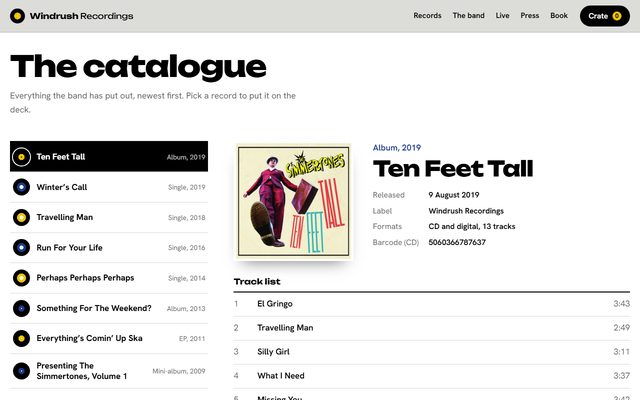 Windrush Recordings
Records
The band
Live
Press
Book
Crate 0
The catalogue
Everything the band has put out, newest first. Pick a record to put it on the
deck.
Ten Feet Tall Album, 2019
Winter's Call Single, 2019
Travelling Man Single, 2018
Run For Your Life Single, 2016
Perhaps Perhaps Perhaps Single, 2014
Something For The Weekend? Album, 2013
Everything's Comin' Up Ska EP, 2011
Presenting The
Simmertones, Volume 1 Mini-album, 2009
SIMMERTONES
TEN FEET TALL
Album, 2019
Ten Feet Tall
Released 9 August 2019
Label Windrush Recordings
Formats CD and digital, 13 tracks
Barcode (CD) 5060366787637
Track list
1 El Gringo 3:43
2 Travelling Man 2:49
3 Silly Girl 3:11
4 What I Need 3:37
5 Missing You 3:42